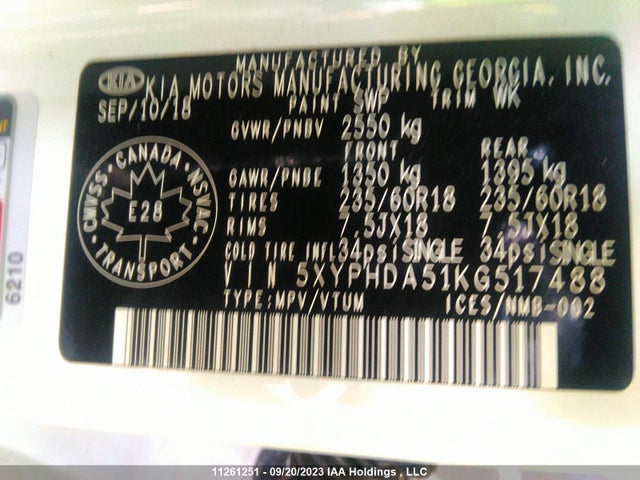 MANUFACTURED BY
KIA KIA MOTORS MANUFACTURING GEORGIA, INC.
SEP/10/18 PAINT SWP TRIM WK
GVWR/PNBV 2550 kg
FRONT REAR
GAWR/PNBE 1350 kg 1395 kg
TIRES 235/60R18 235/60R18
RIMS 7.5JX18 7.5JX18
COLD TIRE INFL 34psi SINGLE 34psi SINGLE
VIN 5XYPHDA51KG517488
TYPE:MPV/VTUM ICES/NMB-002
CANADA
CMVSS NSVAC
E28
TRANSPORT
6210
11261251 - 09/20/2023 IAA Holdings , LLC